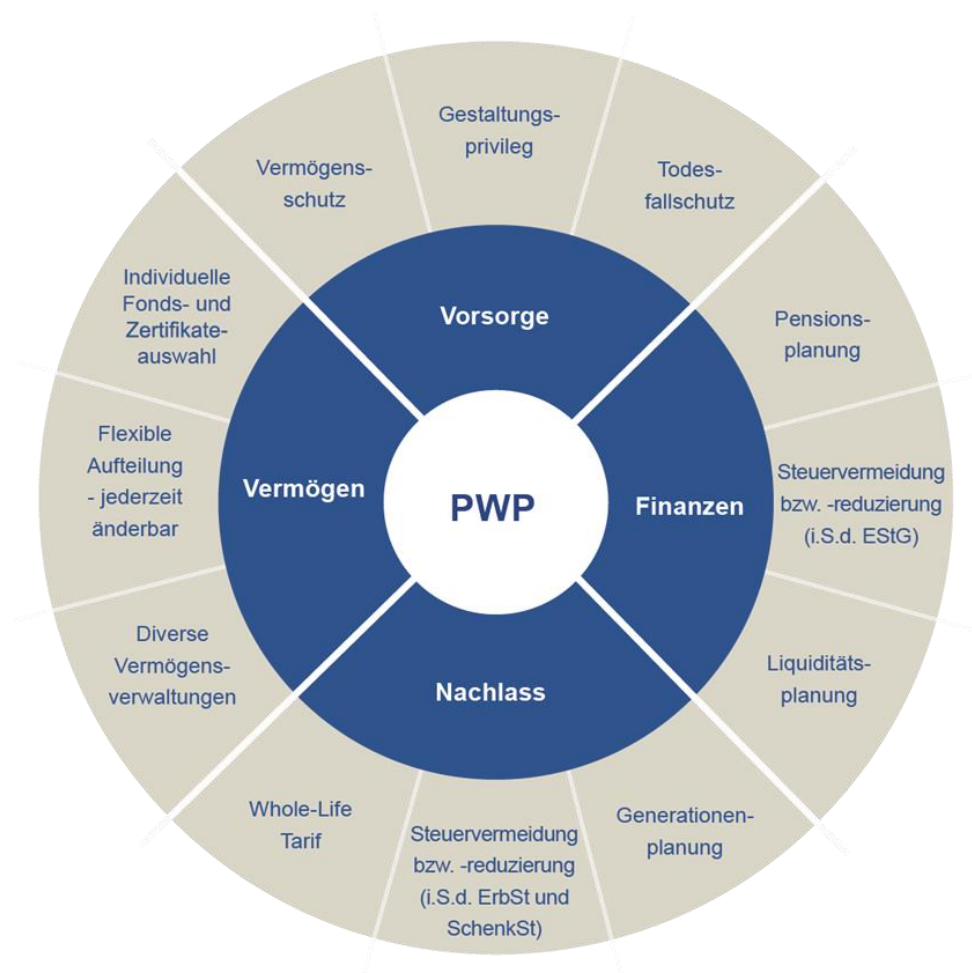 Gestaltungs-
privileg
Todes-
fallschutz
Vermögens-
schutz
Vorsorge
Pensions-
planung
Steuervermeidung
bzw. -reduzierung
(i.S.d. EStG)
Liquiditäts-
planung
Finanzen
Generationen-
planung
Steuervermeidung
bzw. -reduzierung
(i.S.d. ErbSt und
SchenkSt)
Whole-Life
Tarif
Nachlass
Diverse
Vermögens-
verwaltungen
Flexible
Aufteilung
- jederzeit
änderbar
Individuelle
Fonds- und
Zertifikate-
auswahl
Vermögen
PWP